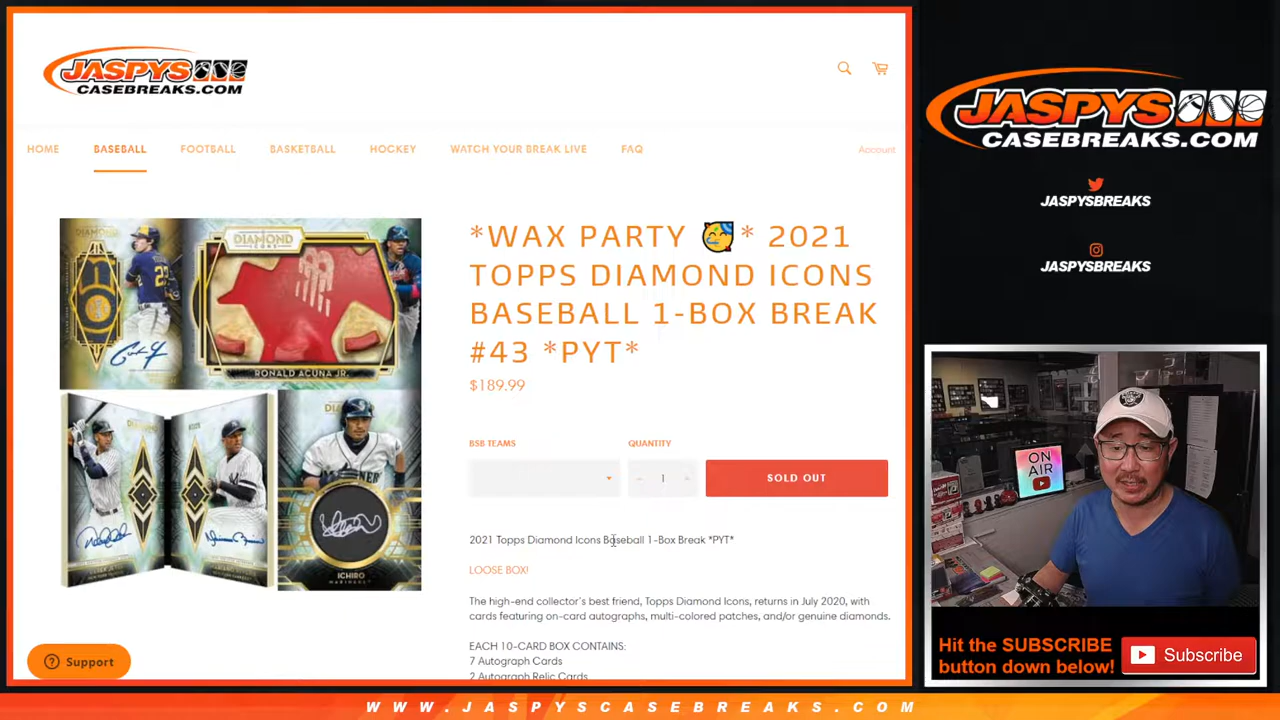 JASPYS
CASEBREAKS.COM
HOME
BASEBALL
FOOTBALL
BASKETBALL
HOCKEY
WATCH YOUR BREAK LIVE
FAQ
Account
*WAX PARTY 🥳* 2021
TOPPS DIAMOND ICONS
BASEBALL 1-BOX BREAK
#43 *PYT*
$189.99
BSB TEAMS
QUANTITY
1
SOLD OUT
2021 Topps Diamond Icons Baseball 1-Box Break *PYT*
LOOSE BOX!
The high-end collector's best friend, Topps Diamond Icons, returns in July 2020, with
cards featuring on-card autographs, multi-colored patches, and/or genuine diamonds.
EACH 10-CARD BOX CONTAINS:
7 Autograph Cards
2 Autograph Relic Cards
DIAMOND
RONALD ACUNA JR.
ICHIRO
MARINERS
? Support
JASPYS
CASEBREAKS.COM
JASPYSBREAKS
JASPYSBREAKS
ON
AIR
Hit the SUBSCRIBE
button down below!
Subscribe
WWW.JASPYSCASEBREAKS.COM